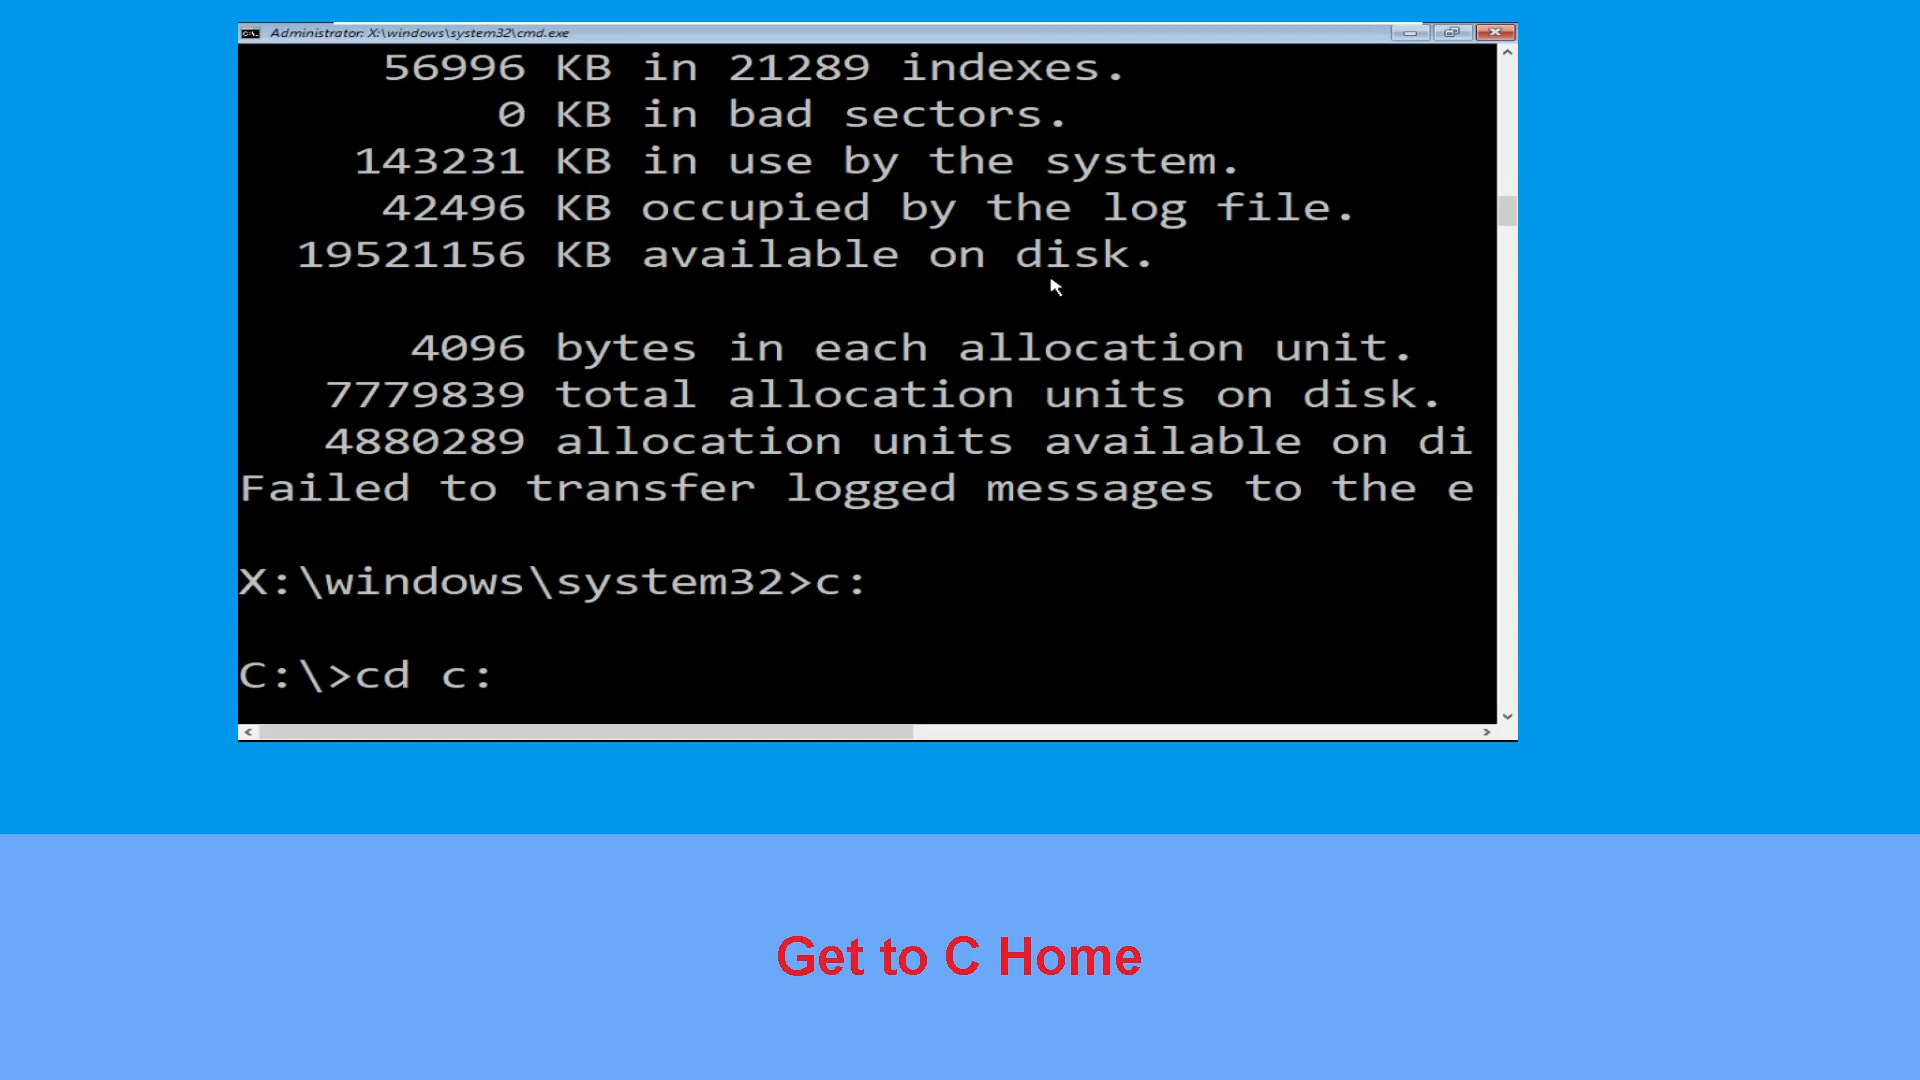 Administrator: X:\windows\system32\cmd.exe
56996 KB in 21289 indexes.
0 KB in bad sectors.
143231 KB in use by the system.
42496 KB occupied by the log file.
19521156 KB available on disk.
4096 bytes in each allocation unit.
7779839 total allocation units on disk.
4880289 allocation units available on di
Failed to transfer logged messages to the e
X:\windows\system32>c:
C:\>cd c:
Get to C Home